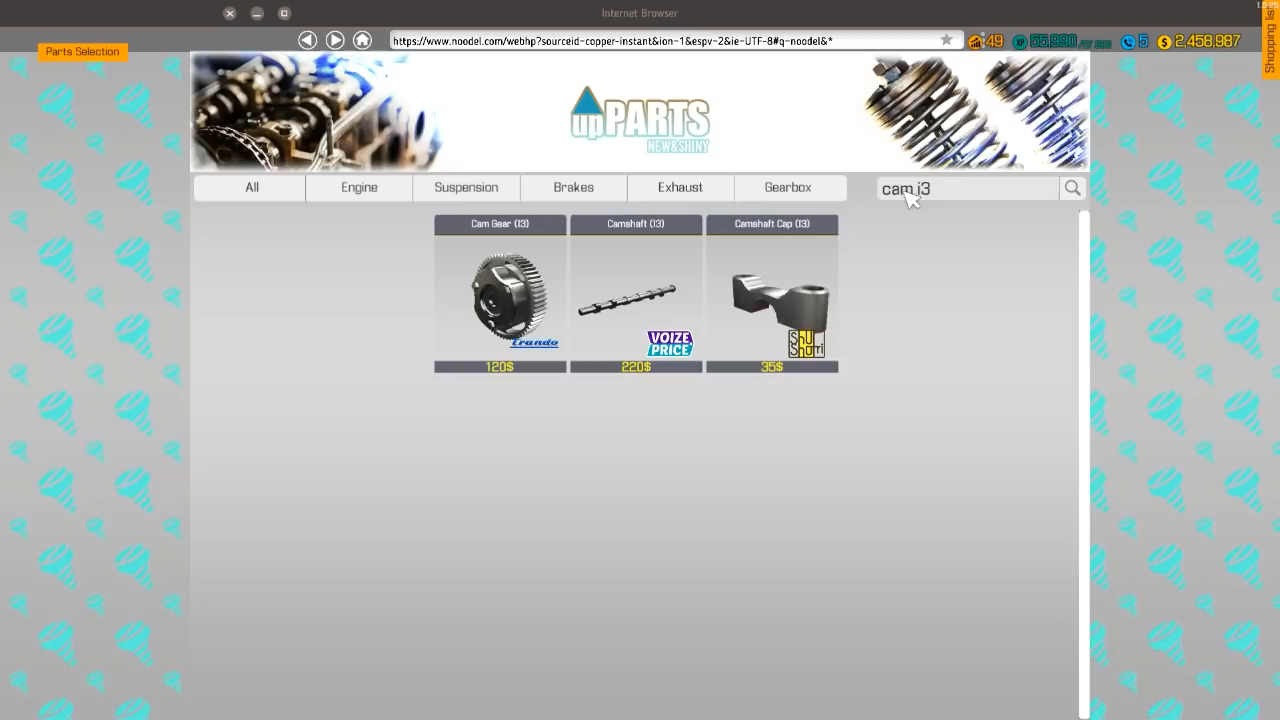 Internet Browser
Parts Selection
https://www.noodel.com/webhp?sourceid-copper-instant&ion-1&espv-2&ie-UTF-8#q-noodel&*
49
5
2,458,987
Shopping list
upPARTS
NEW&SHINY
All
Engine
Suspension
Brakes
Exhaust
Gearbox
cam i3
Cam Gear (I3)
Camshaft (I3)
Camshaft Cap (I3)
Trando
VOIZE
PRICE
120$
220$
35$